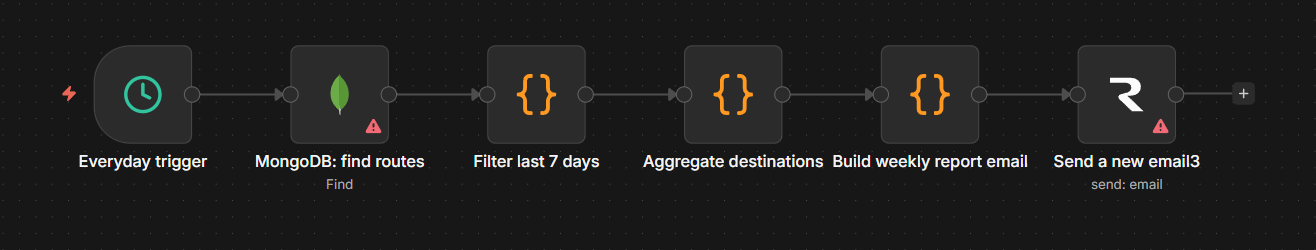 Everyday trigger
MongoDB: find routes
Find
Filter last 7 days
Aggregate destinations
Build weekly report email
Send a new email3
send: email